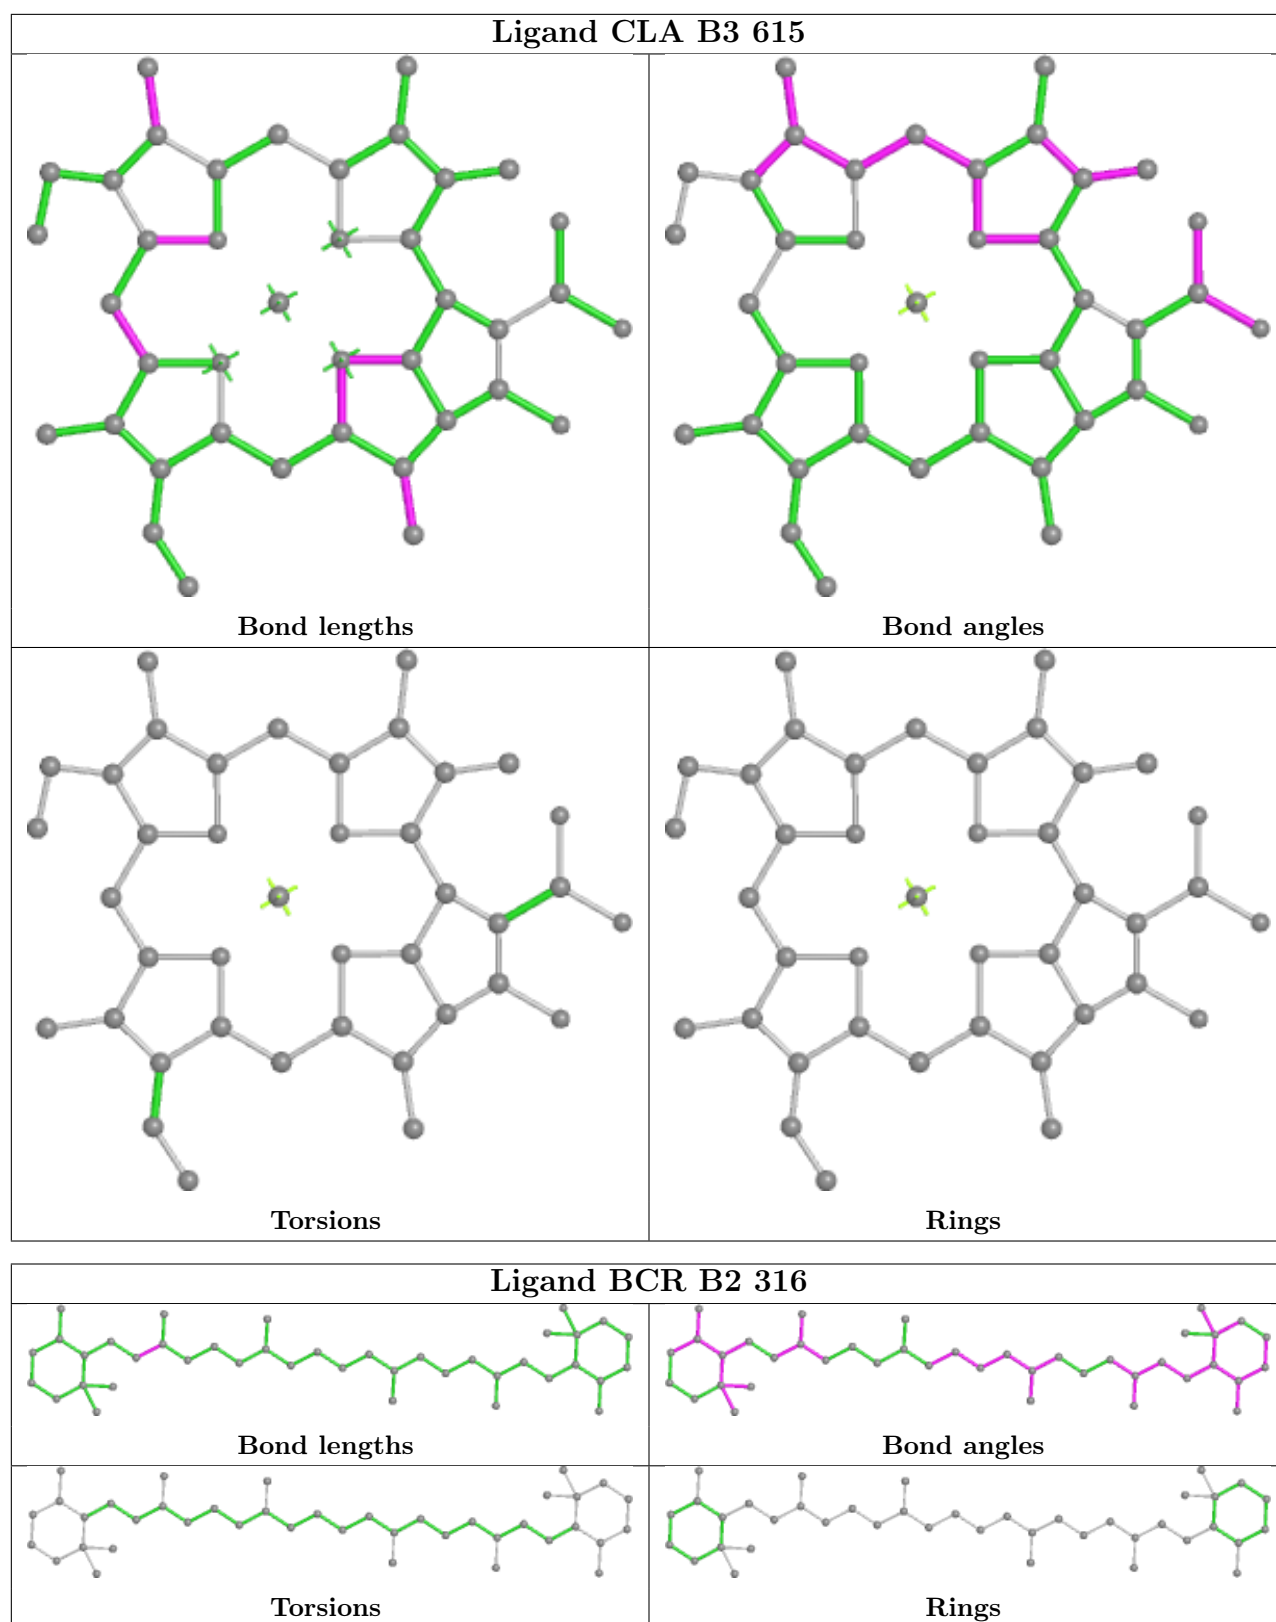 Ligand CLA B3 615
Bond lengths
Bond angles
Torsions
Rings
Ligand BCR B2 316
Bond lengths
Bond angles
Torsions
Rings